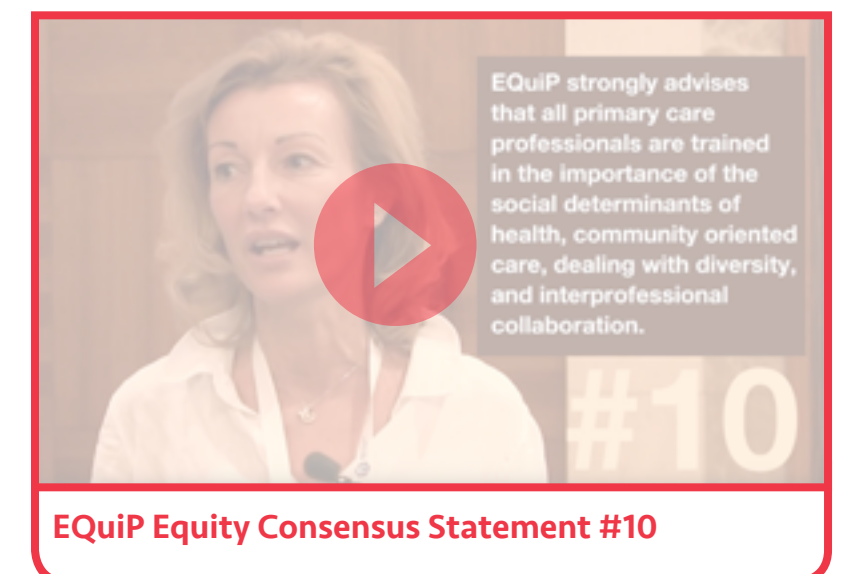 EQuiP strongly advises
that all primary care
professionals are trained
in the importance of the
social determinants of
health, community oriented
care, dealing with diversity,
and interprofessional
collaboration.
#10
EQuiP Equity Consensus Statement #10